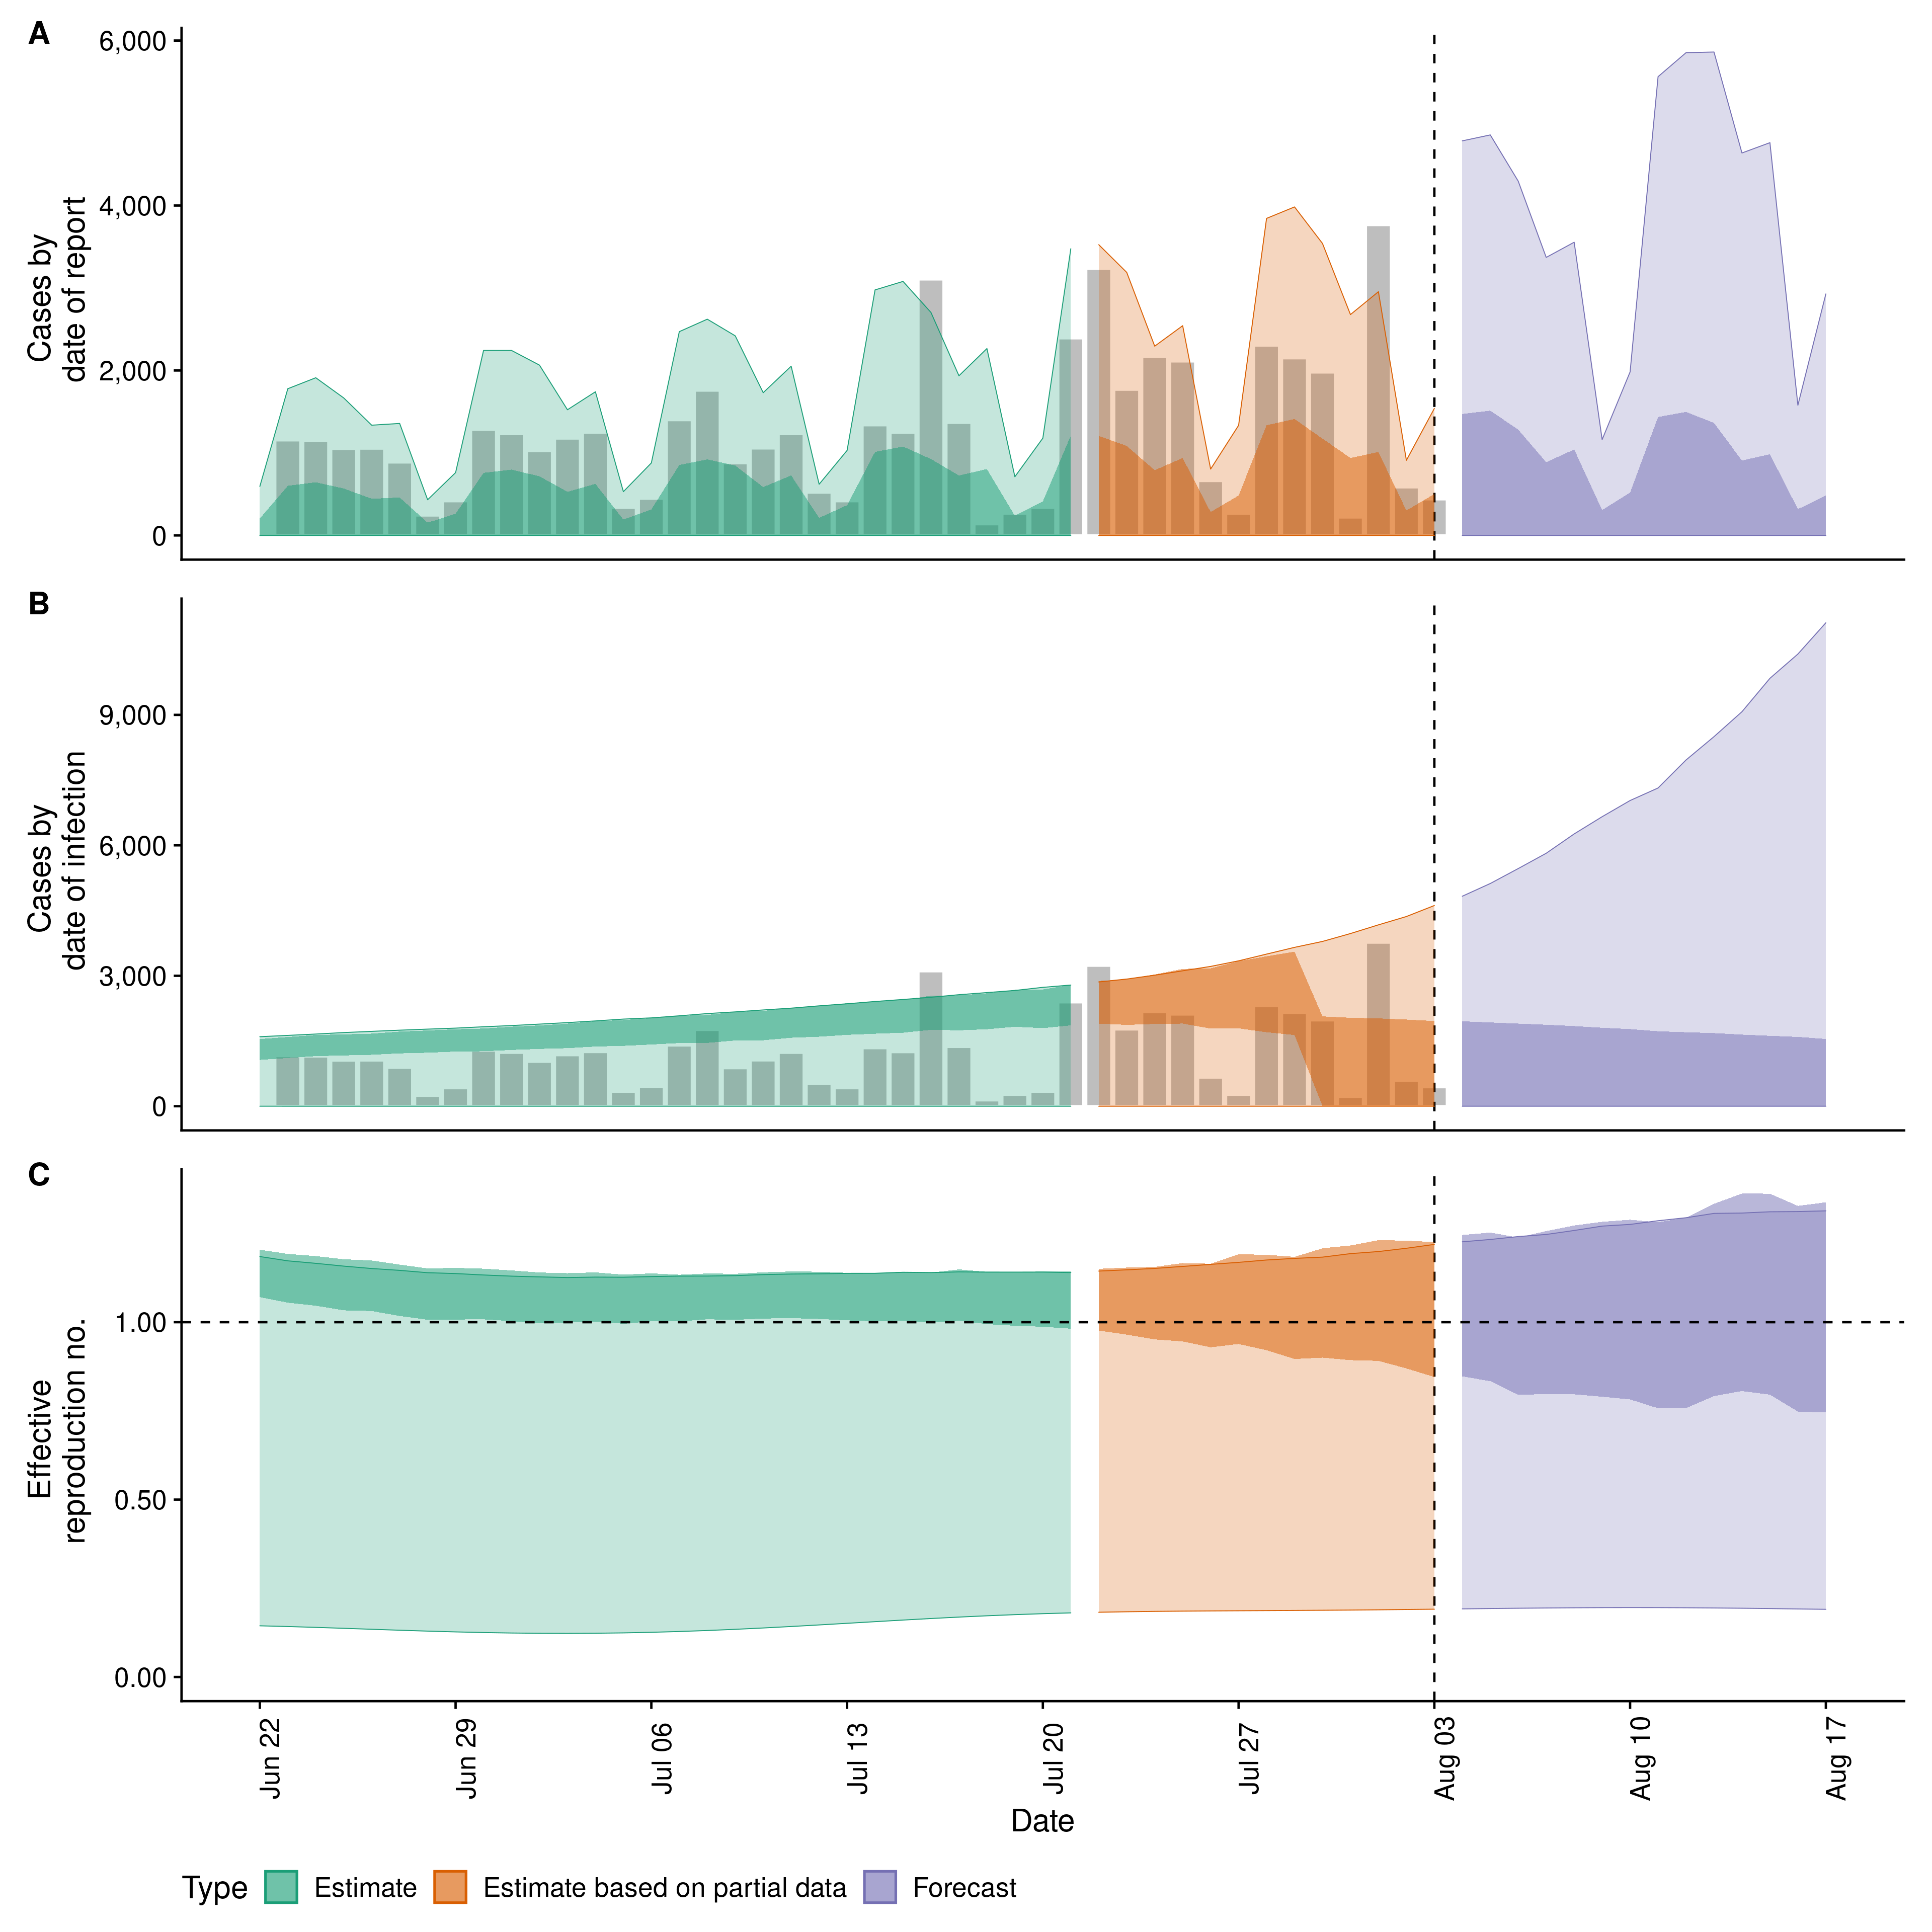 A
6,000
4,000
2,000
0
Cases by
date of report
B
9,000
6,000
3,000
0
Cases by
date of infection
C
1.00
0.50
0.00
Effective
reproduction no.
Jun 22
Jun 29
Jul 06
Jul 13
Jul 20
Jul 27
Aug 03
Aug 10
Aug 17
Date
Type
Estimate
Estimate based on partial data
Forecast